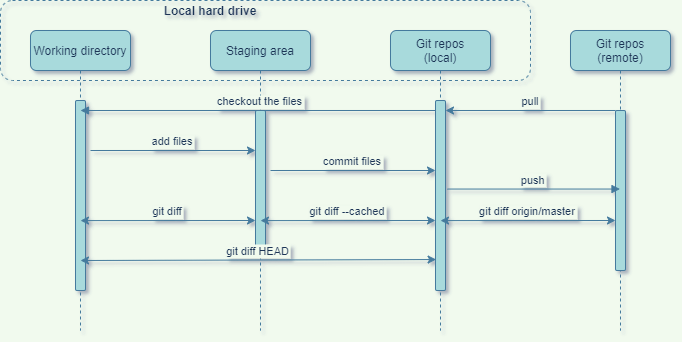 Local hard drive
Working directory
Staging area
Git repos
(local)
Git repos
(remote)
checkout the files
pull
add files
commit files
push
git diff
git diff --cached
git diff origin/master
git diff HEAD